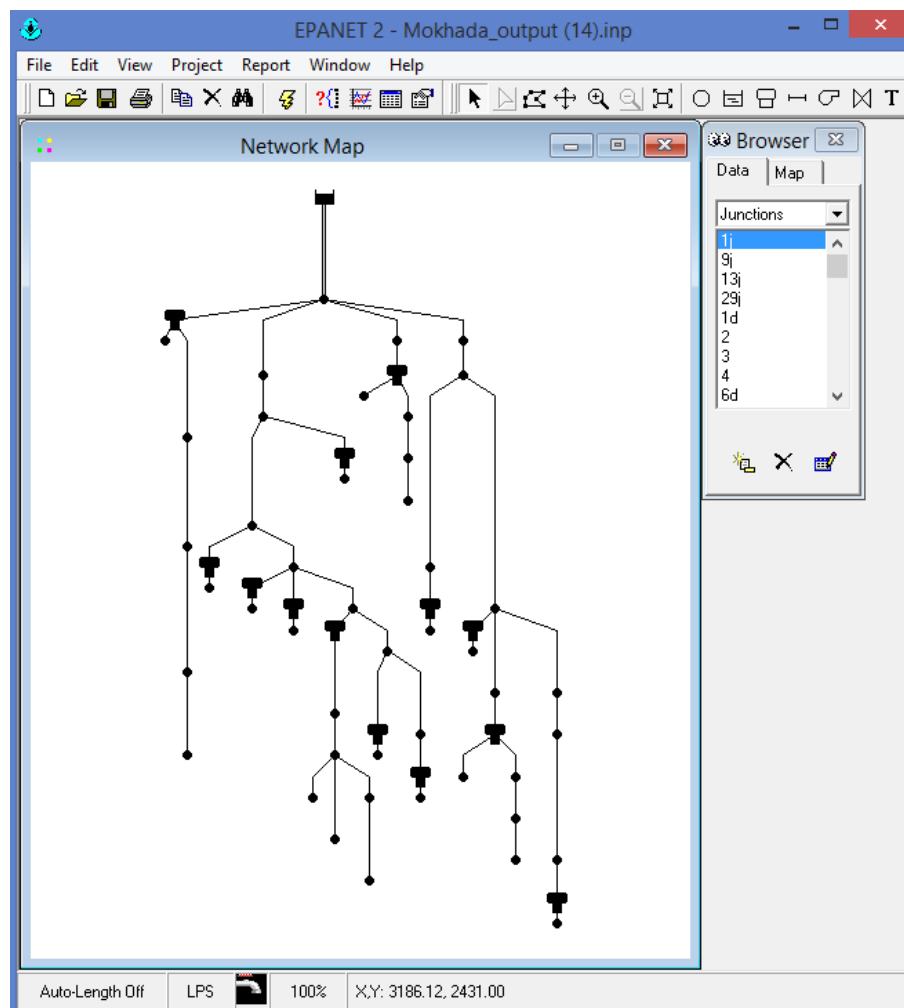 EPANET 2 - Mokhada_output (14).inp
File Edit View Project Report Window Help
T
Network Map
Browser
Data Map
Junctions
1j
9j
13j
29j
1d
2
3
4
6d
Auto-Length Off LPS 100% X,Y: 3186.12, 2431.00